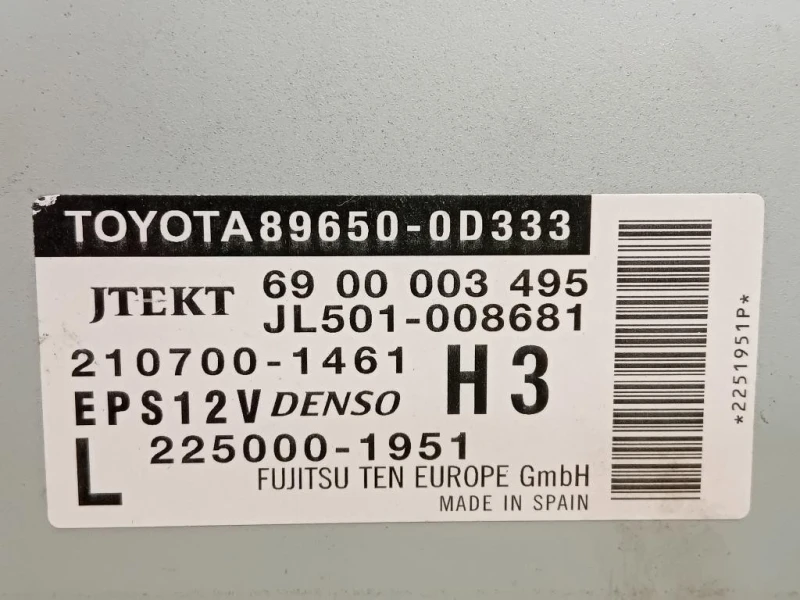 TOYOTA 89650-0D333
JTEKT 69 00 003 495
JL501-008681
210700-1461 H3
EPS12V DENSO
L 225000-1951
FUJITSU TEN EUROPE GmbH
MADE IN SPAIN
*2251951P*